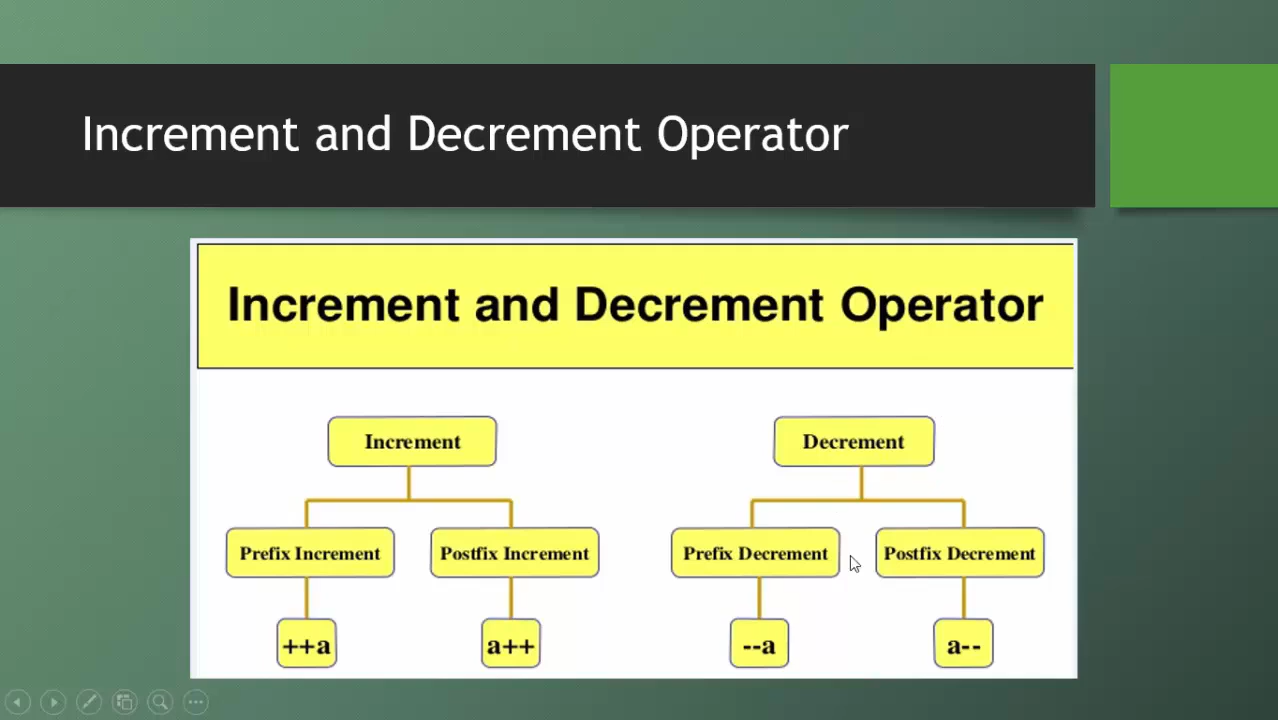 Increment and Decrement Operator
Increment and Decrement Operator
Increment
Decrement
Prefix Increment
Postfix Increment
Prefix Decrement
Postfix Decrement
++a
a++
--a
a--